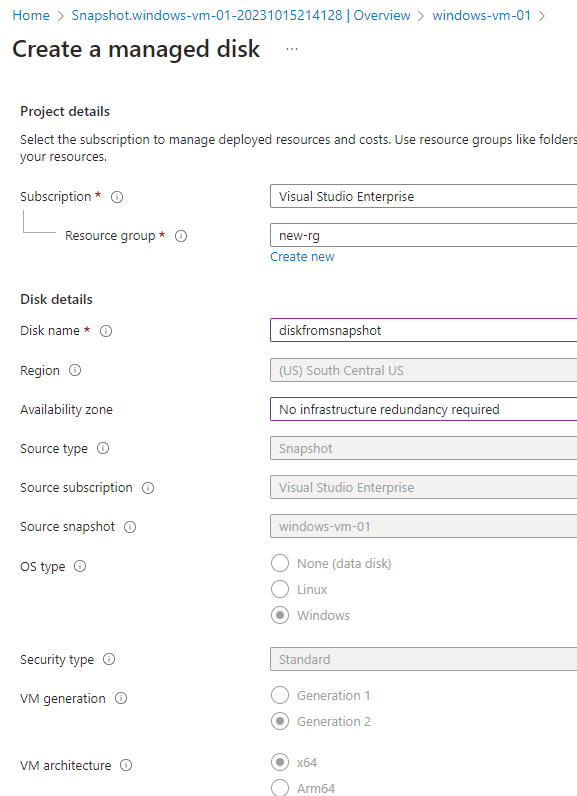 Home > Snapshot.windows-vm-01-20231015214128 | Overview > windows-vm-01 >
Create a managed disk ...
Project details
Select the subscription to manage deployed resources and costs. Use resource groups like folders
your resources.
Subscription * Visual Studio Enterprise
Resource group * new-rg
Create new
Disk details
Disk name * diskfromsnapshot
Region (US) South Central US
Availability zone No infrastructure redundancy required
Source type Snapshot
Source subscription Visual Studio Enterprise
Source snapshot windows-vm-01
OS type None (data disk)
Linux
Windows
Security type Standard
VM generation Generation 1
Generation 2
VM architecture x64
Arm64